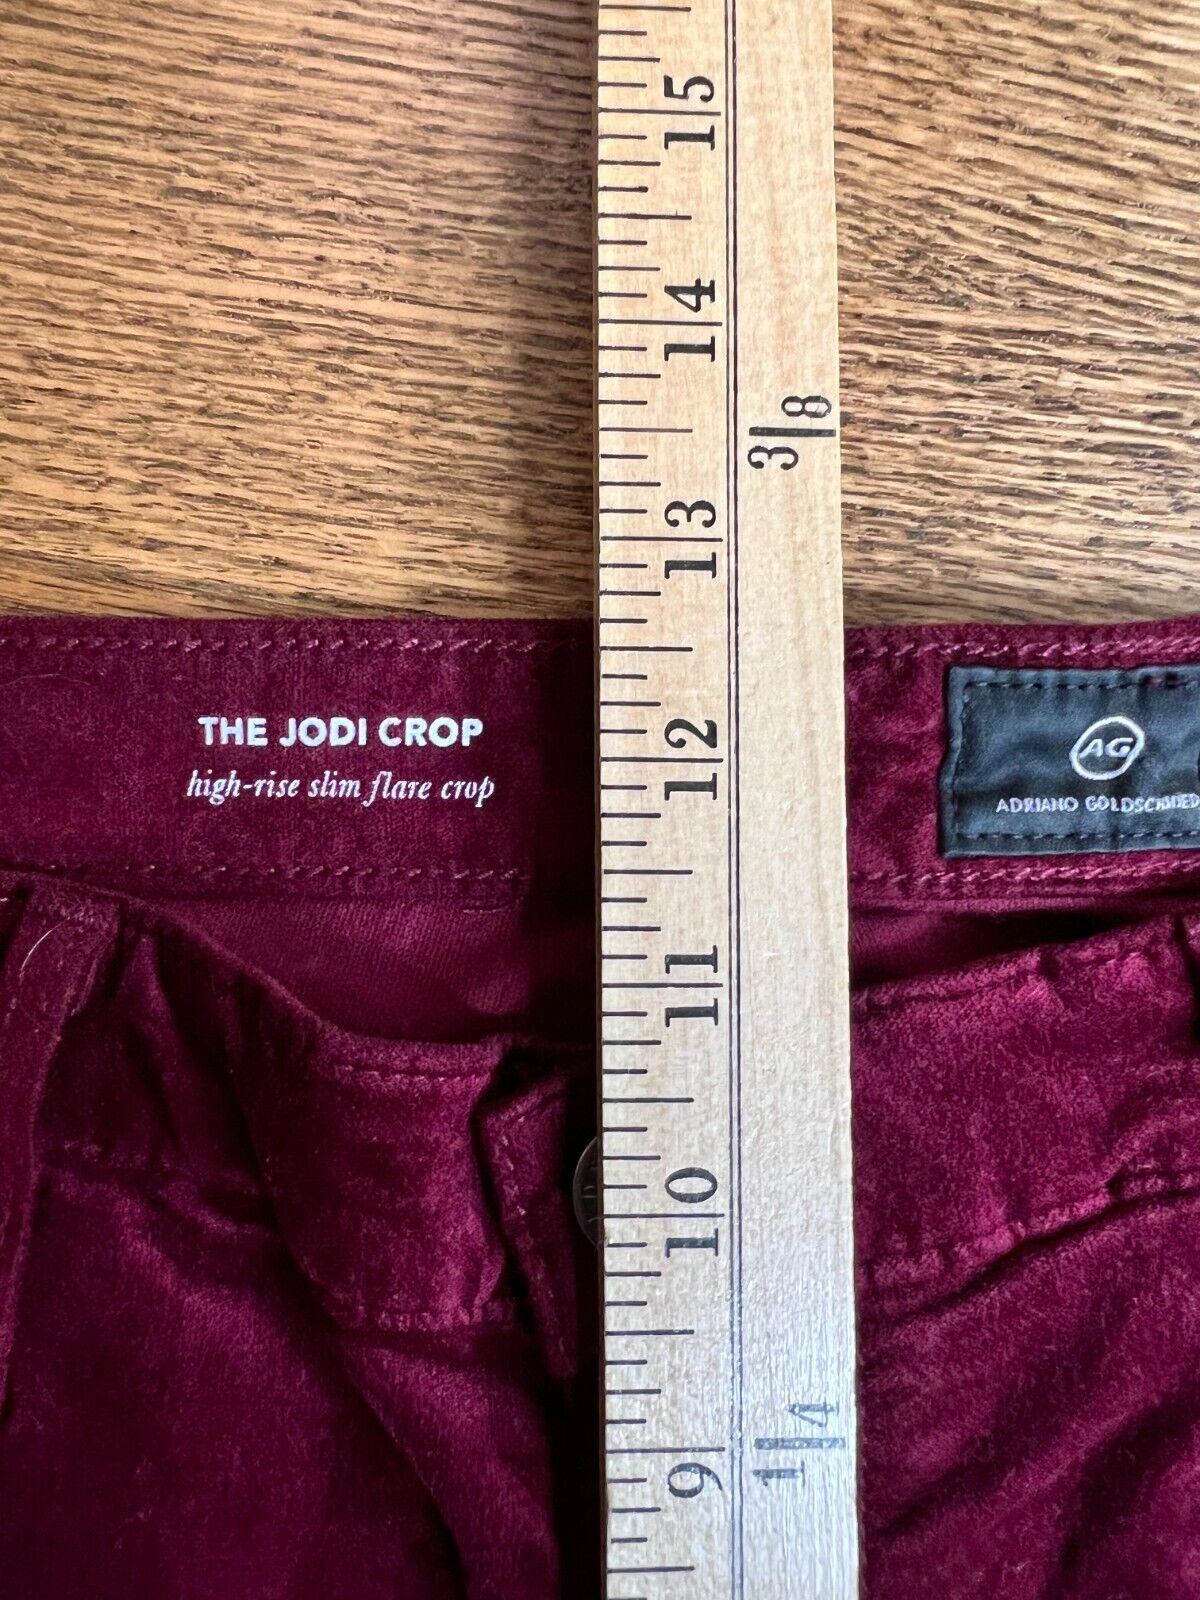 15
14
3/8
13
THE JODI CROP
high-rise slim flare crop
12
AG
ADRIANO GOLDSCHMIED
11
10
1/4
9